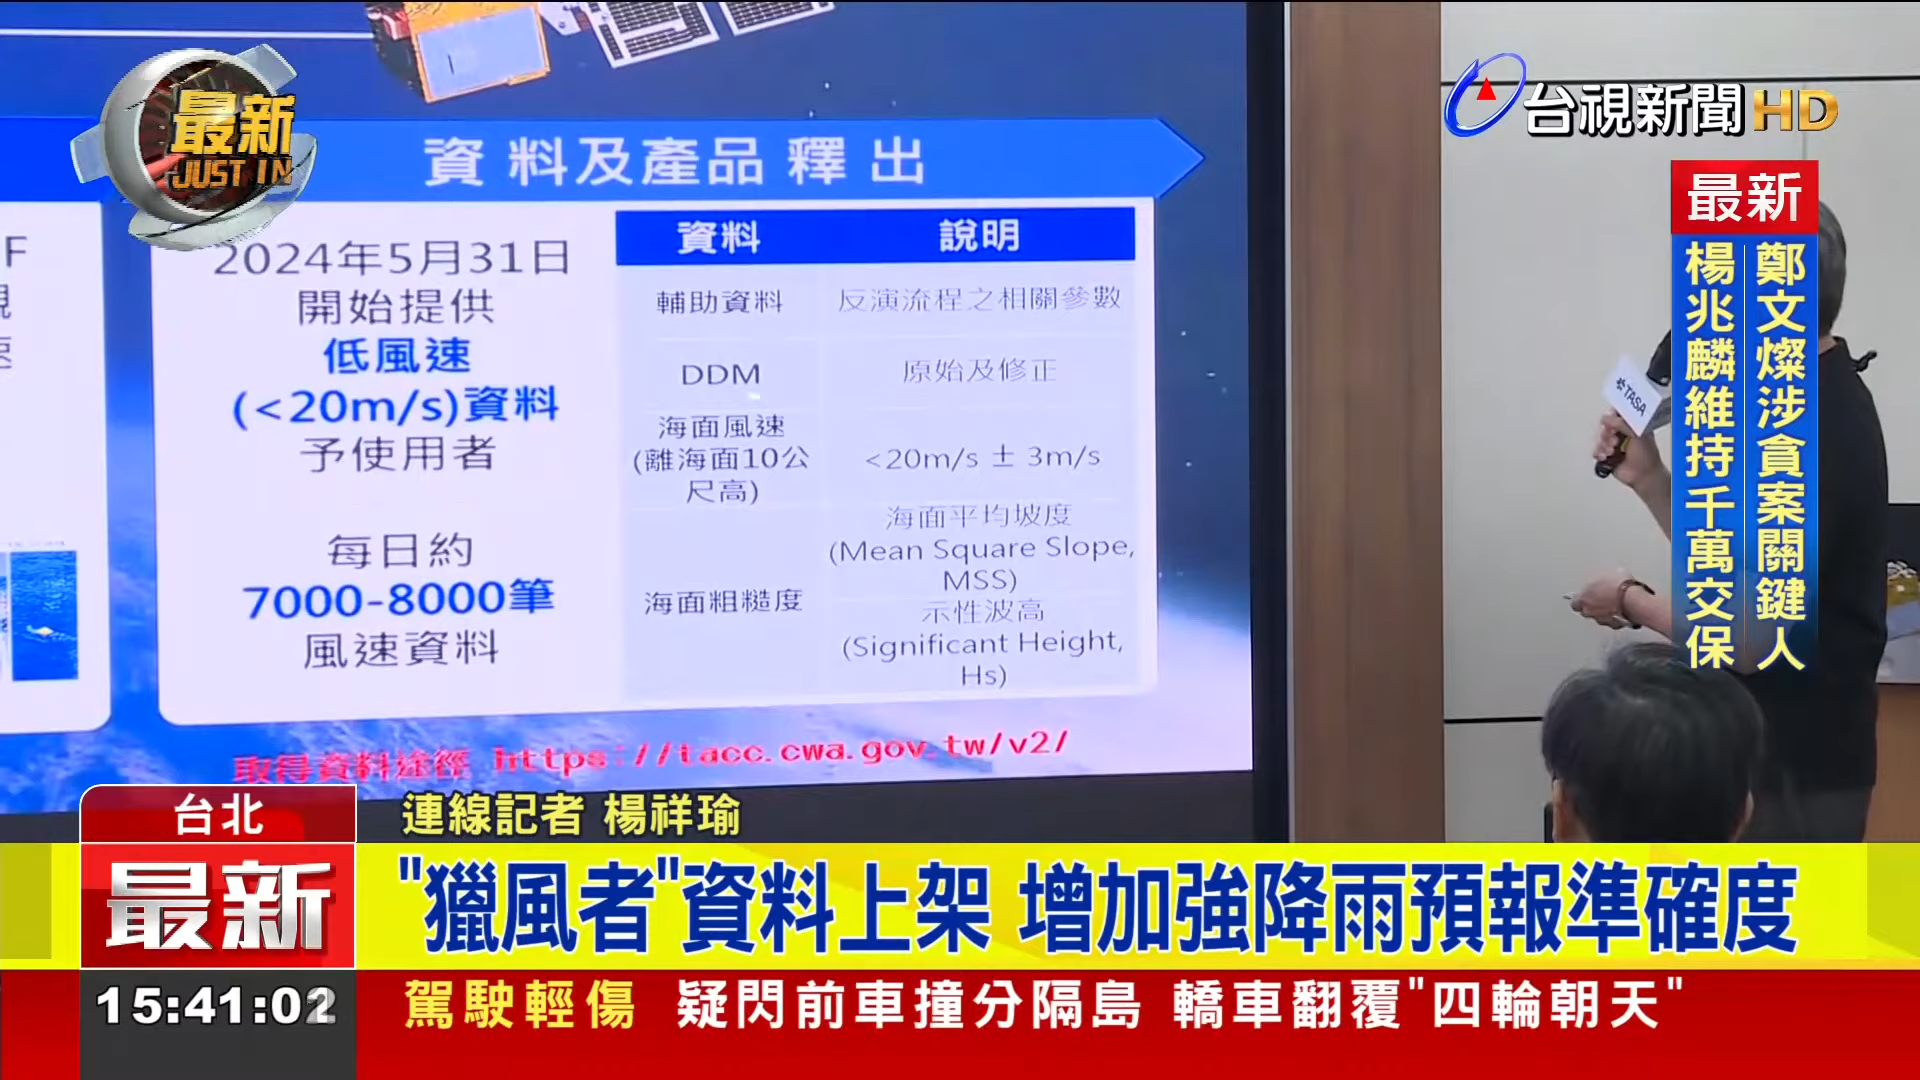 最新
JUST IN
台視新聞HD
最新
鄭文燦涉貪案關鍵人
楊兆麟維持千萬交保
資料及產品釋出
F
速
2024年5月31日
開始提供
低風速
(<20m/s)資料
予使用者
每日約
7000-8000筆
風速資料
資料 說明
輔助資料 反演流程之相關參數
DDM 原始及修正
海面風速
(離海面10公
尺高)
<20m/s ± 3m/s
海面粗糙度
海面平均坡度
(Mean Square Slope,
MSS)
示性波高
(Significant Height,
Hs)
取得資料途徑 https://tacc.cwa.gov.tw/v2/
TASA
台北
連線記者 楊祥瑜
最新
"獵風者"資料上架 增加強降雨預報準確度
15:41:02
駕駛輕傷 疑閃前車撞分隔島 轎車翻覆"四輪朝天"